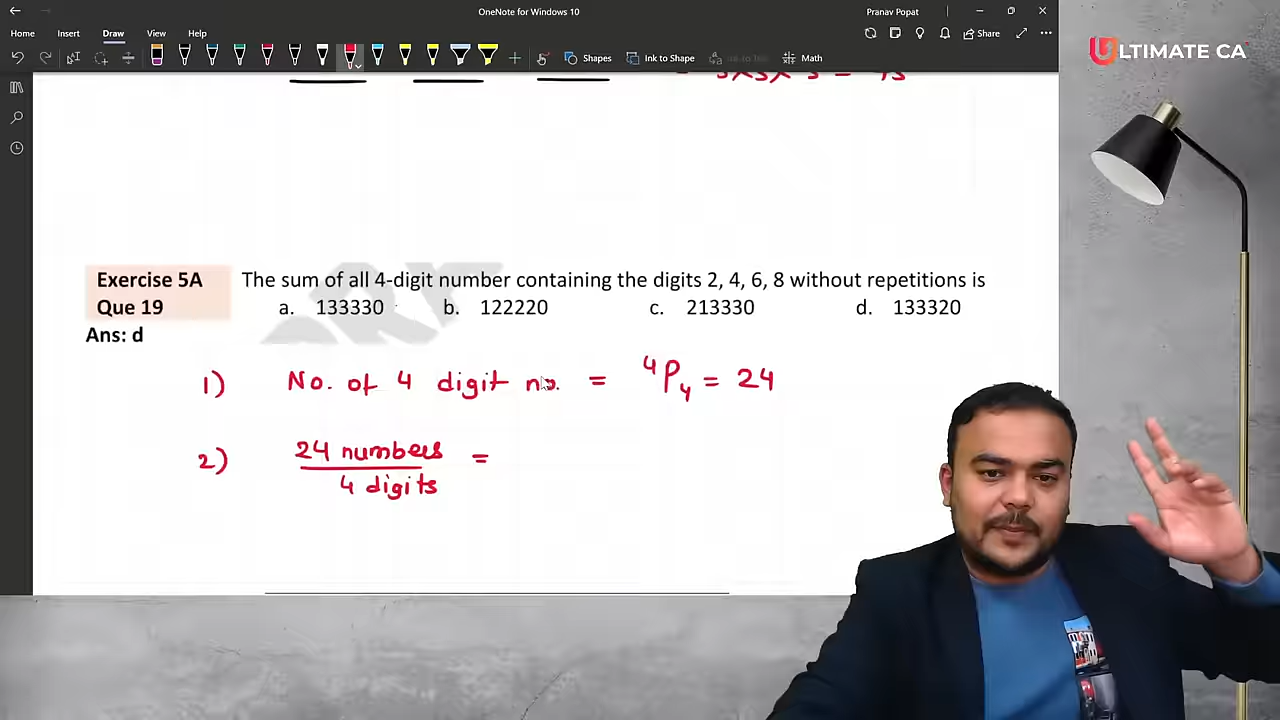 OneNote for Windows 10
Pranav Popat
Home Insert Draw View Help
Share
Shapes Ink to Shape Math
ULTIMATE CA
Exercise 5A The sum of all 4-digit number containing the digits 2, 4, 6, 8 without repetitions is
Que 19 a. 133330 b. 122220 c. 213330 d. 133320
Ans: d
1) No. of 4 digit no. = ⁴P₄ = 24
2) 24 numbers =
4 digits